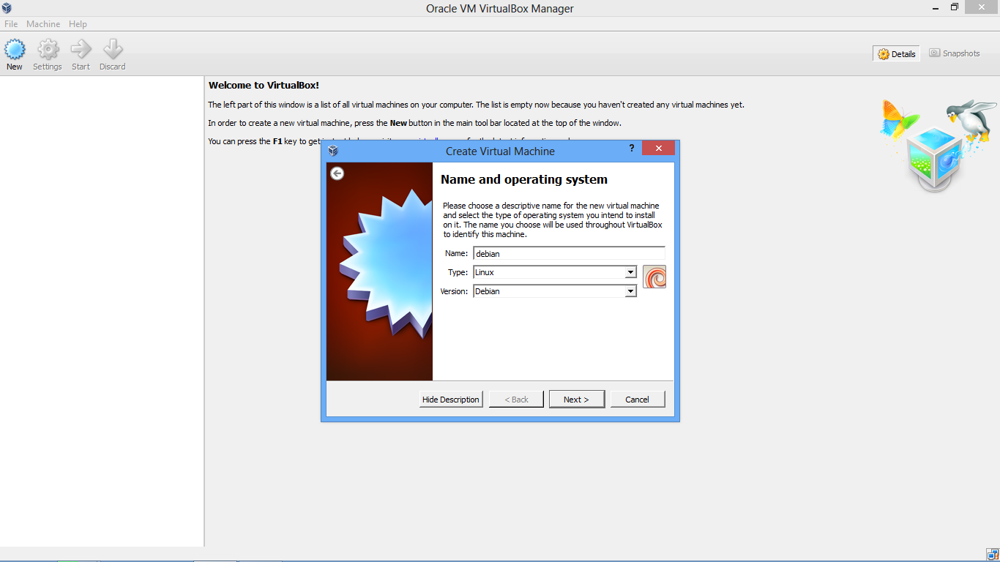 Oracle VM VirtualBox Manager
File Machine Help
New Settings Start Discard
Details Snapshots
Welcome to VirtualBox!
The left part of this window is a list of all virtual machines on your computer. The list is empty now because you haven't created any virtual machines yet.
In order to create a new virtual machine, press the New button in the main tool bar located at the top of the window.
You can press the F1 key to get
Create Virtual Machine
Name and operating system
Please choose a descriptive name for the new virtual machine
and select the type of operating system you intend to install
on it. The name you choose will be used throughout VirtualBox
to identify this machine.
Name: debian
Type: Linux
Version: Debian
Hide Description < Back Next > Cancel